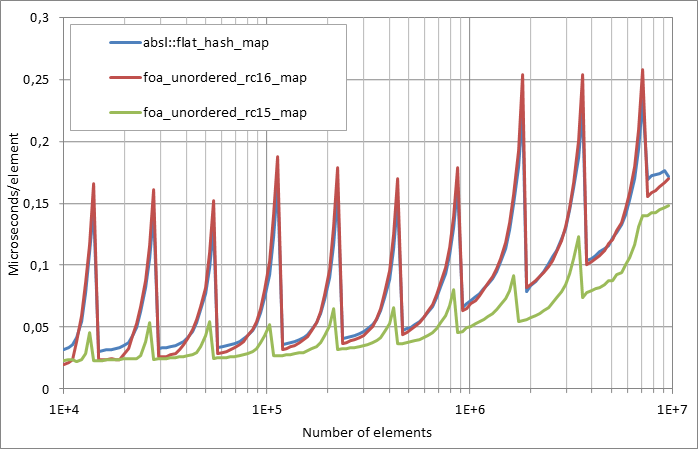 0,3
absl::flat_hash_map
foa_unordered_rc16_map
foa_unordered_rc15_map
0,25
0,2
0,15
0,1
0,05
0
Microseconds/element
1E+4 1E+5 1E+6 1E+7
Number of elements